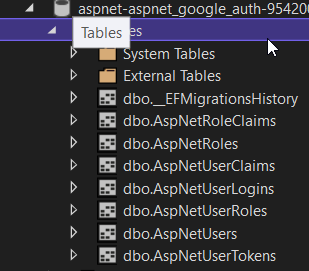 aspnet-aspnet_google_auth-954200
Tables
System Tables
External Tables
dbo.__EFMigrationsHistory
dbo.AspNetRoleClaims
dbo.AspNetRoles
dbo.AspNetUserClaims
dbo.AspNetUserLogins
dbo.AspNetUserRoles
dbo.AspNetUsers
dbo.AspNetUserTokens